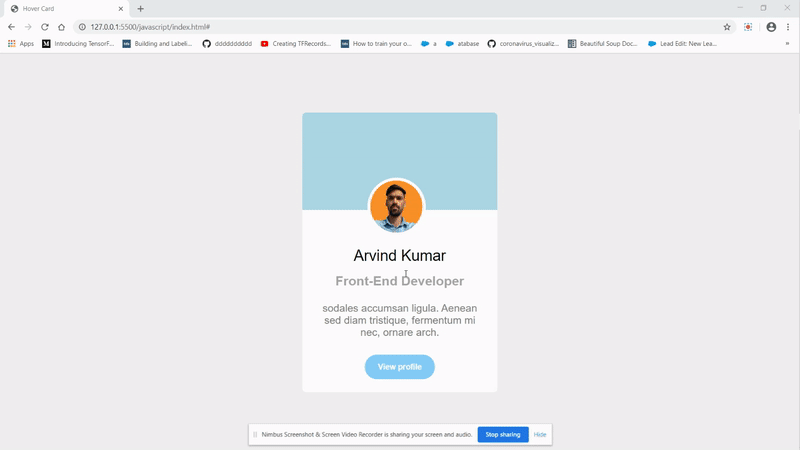 Hover Card
127.0.0.1:5500/javascript/index.html#
Apps
Introducing TensorF...
Building and Labeli...
dddddddddd
Creating TFRecords,...
How to train your o...
a
atabase
coronavirus_visualiz...
Beautiful Soup Doc...
Lead Edit: New Lea...
Arvind Kumar
Front-End Developer
sodales accumsan ligula. Aenean
sed diam tristique, fermentum mi
nec, ornare arch.
View profile
Nimbus Screenshot & Screen Video Recorder is sharing your screen and audio.
Stop sharing
Hide